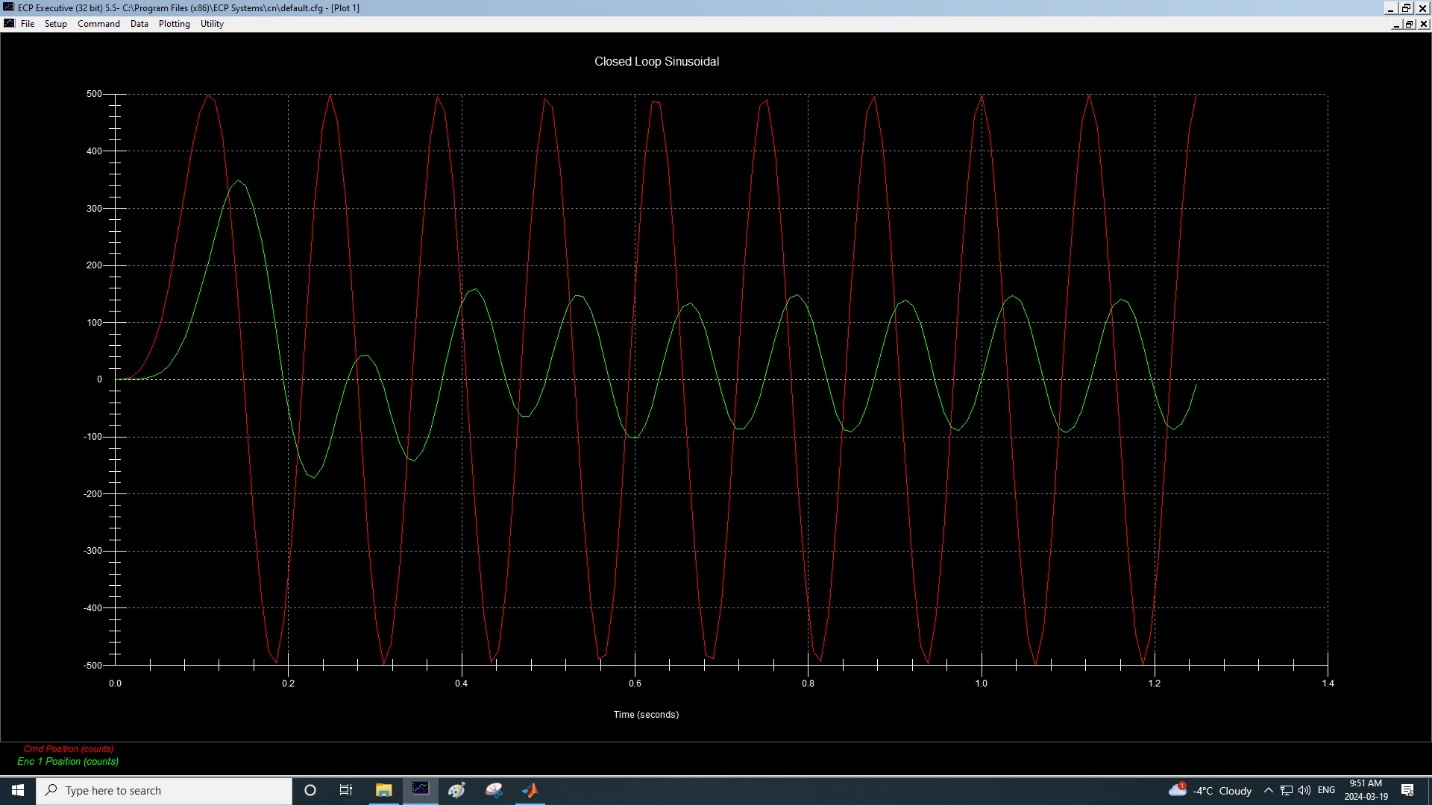 ECP Executive (32 bit) 5.5- C:\Program Files (x86)\ECP Systems\cn\default.cfg - [Plot 1]
File Setup Command Data Plotting Utility
Closed Loop Sinusoidal
500
400
300
200
100
0
-100
-200
-300
-400
-500
0.0 0.2 0.4 0.6 0.8 1.0 1.2 1.4
Time (seconds)
Cmd Position (counts)
Enc 1 Position (counts)
Type here to search
1
-4°C Cloudy
ENG
9:51 AM
2024-03-19